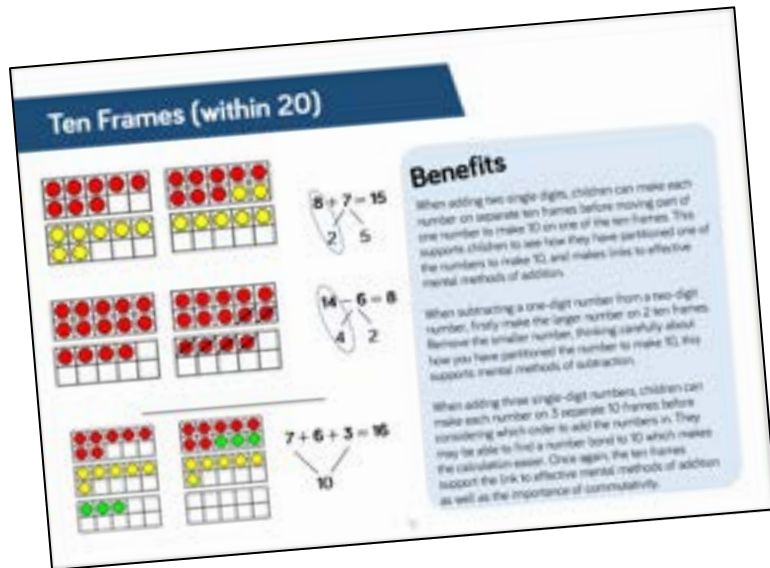 Ten Frames (within 20)
8 + 7 = 15
2 5
14 - 6 = 8
4 2
7 + 6 + 3 = 16
10
Benefits
When adding two single digits, children can make each
number on separate ten frames before moving part of
one number to make 10 on one of the ten frames. This
supports children to see how they have partitioned one of
the numbers to make 10, and makes links to effective
mental methods of addition.
When subtracting a one-digit number from a two-digit
number, firstly make the larger number on 2 ten frames.
Remove the smaller number, thinking carefully about
how you have partitioned the number to make 10, this
supports mental methods of subtraction.
When adding three single-digit numbers, children can
make each number on 3 separate 10 frames before
considering which order to add the numbers in. They
may be able to find a number bond to 10 which makes
the calculation easier. Once again, the ten frames
support the link to effective mental methods of addition
as well as the importance of commutativity.